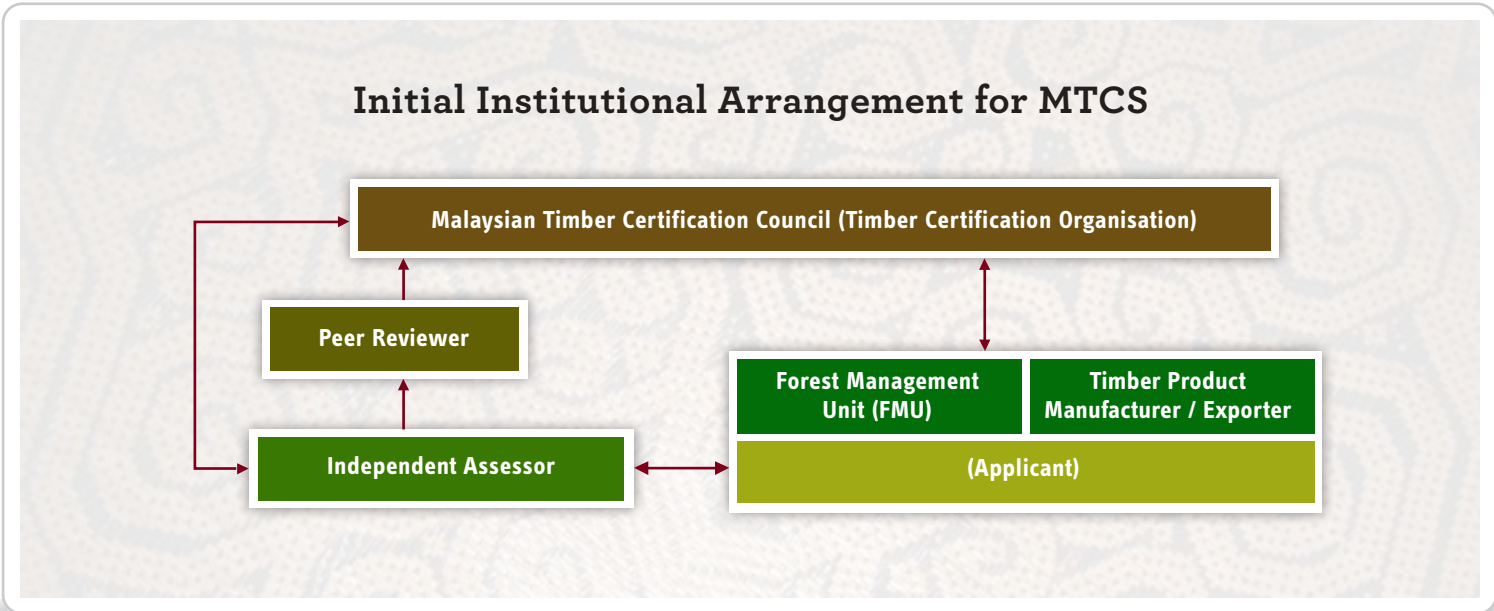 Initial Institutional Arrangement for MTCS
Malaysian Timber Certification Council (Timber Certification Organisation)
Peer Reviewer
Forest Management
Unit (FMU)
Timber Product
Manufacturer / Exporter
Independent Assessor
(Applicant)